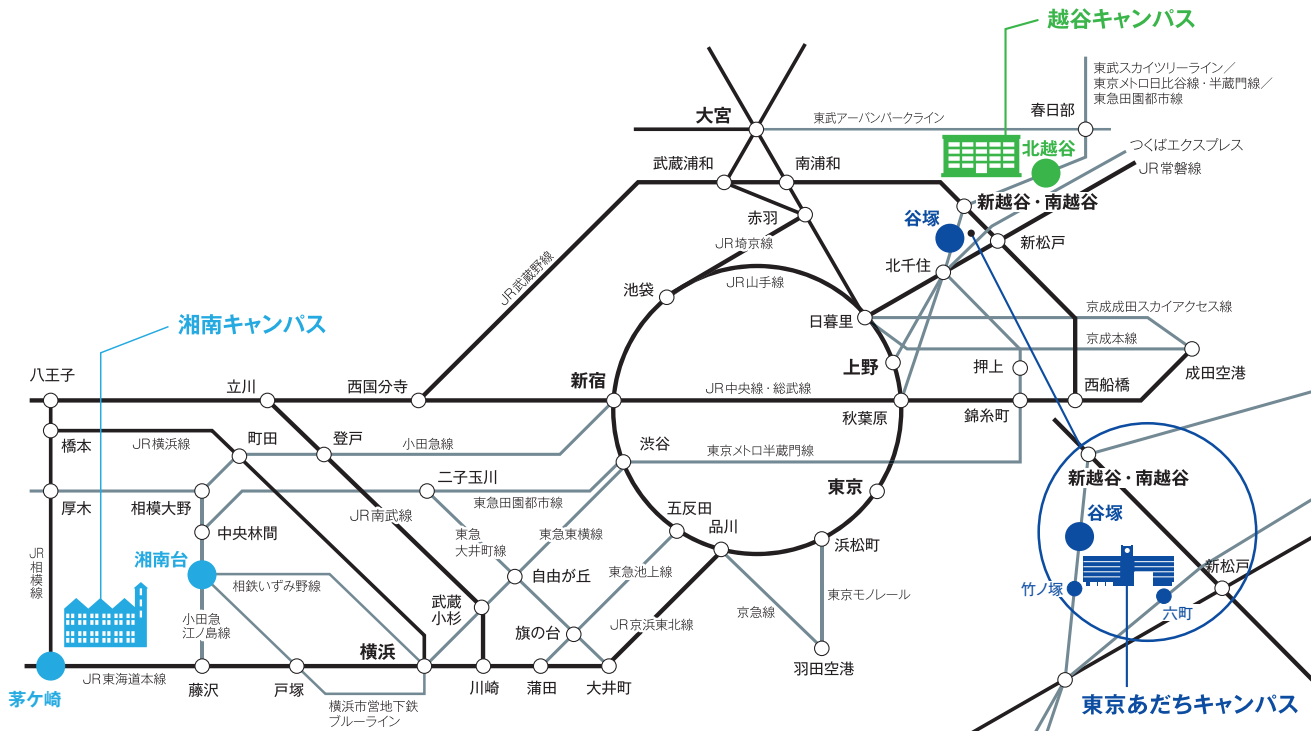 越谷キャンパス
東武スカイツリーライン／
東京メトロ日比谷線・半蔵門線／
東急田園都市線
大宮
東武アーバンパークライン
春日部
つくばエクスプレス
JR常磐線
北越谷
武蔵浦和
南浦和
新越谷・南越谷
赤羽
谷塚
JR埼京線
新松戸
JR武蔵野線
北千住
池袋
JR山手線
京成成田スカイアクセス線
日暮里
湘南キャンパス
京成本線
上野
押上
成田空港
八王子
立川
西国分寺
新宿
JR中央線・総武線
西船橋
秋葉原
錦糸町
橋本
JR横浜線
町田
登戸
小田急線
渋谷
東京メトロ半蔵門線
二子玉川
新越谷・南越谷
東京
厚木
相模大野
東急田園都市線
五反田
JR南武線
品川
谷塚
中央林間
東急
大井町線
東急東横線
浜松町
JR
相模線
湘南台
新松戸
相鉄いずみ野線
自由が丘
東急池上線
竹ノ塚
東京モノレール
武蔵
小杉
京急線
六町
小田急
江ノ島線
旗の台
JR京浜東北線
横浜
羽田空港
JR東海道本線
藤沢
戸塚
川崎
蒲田
大井町
茅ケ崎
横浜市営地下鉄
ブルーライン
東京あだちキャンパス